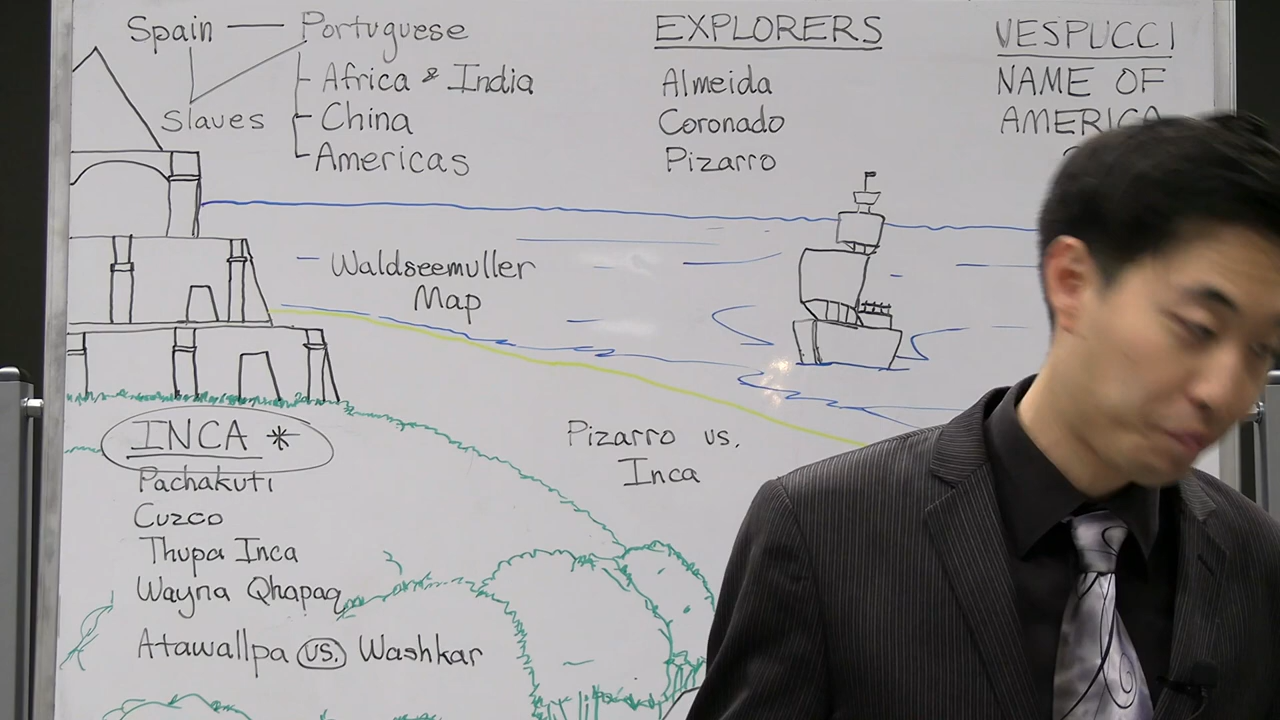 Spain — Portuguese
Slaves
Africa & India
China
Americas
EXPLORERS
Almeida
Coronado
Pizarro
VESPUCCI
NAME OF
AMERICA
Waldseemuller
Map
INCA *
Pachakuti
Cuzco
Thupa Inca
Wayna Qhapaq
Atawallpa vs. Washkar
Pizarro vs.
Inca